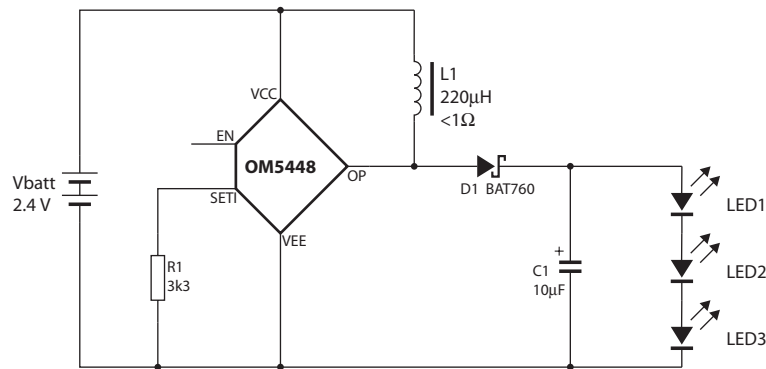 VCC
L1
220μH
<1Ω
EN
OM5448
OP
Vbatt
2.4 V
SETI
VEE
D1 BAT760
LED1
R1
3k3
+
C1
10μF
LED2
LED3